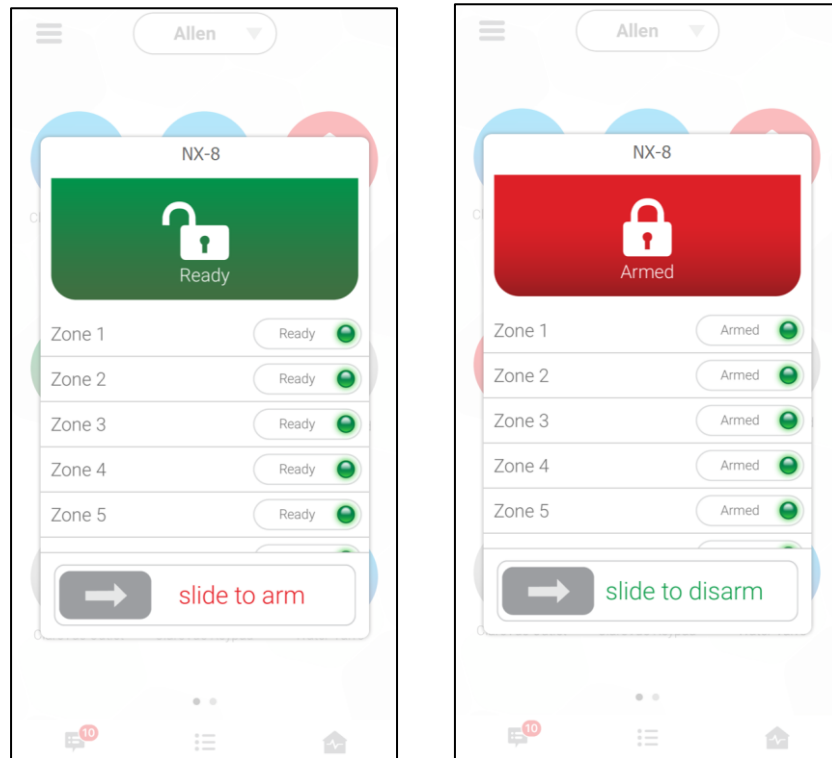 Allen
NX-8
Ready
Zone 1 Ready
Zone 2 Ready
Zone 3 Ready
Zone 4 Ready
Zone 5 Ready
slide to arm
10
Allen
NX-8
Armed
Zone 1 Armed
Zone 2 Armed
Zone 3 Armed
Zone 4 Armed
Zone 5 Armed
slide to disarm
10